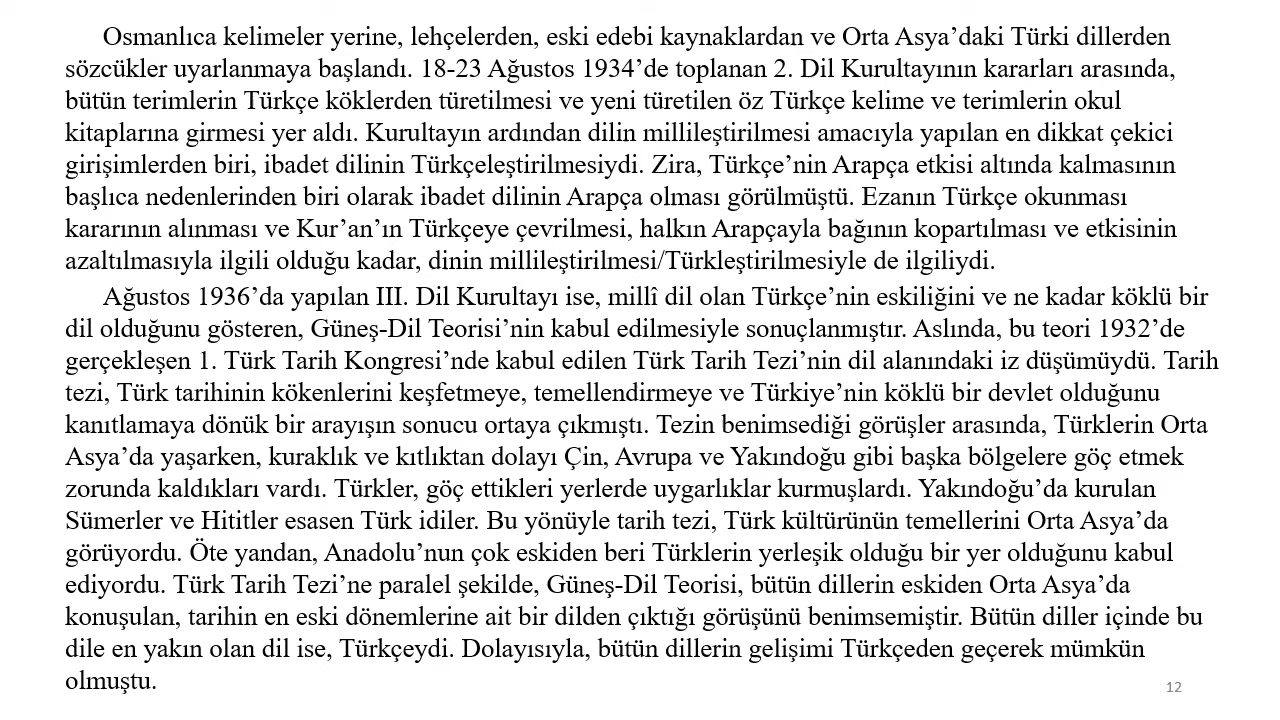 Osmanlıca kelimeler yerine, lehçelerden, eski edebi kaynaklardan ve Orta Asya’daki Türki dillerden
sözcükler uyarlanmaya başlandı. 18-23 Ağustos 1934’de toplanan 2. Dil Kurultayının kararları arasında,
bütün terimlerin Türkçe köklerden türetilmesi ve yeni türetilen öz Türkçe kelime ve terimlerin okul
kitaplarına girmesi yer aldı. Kurultayın ardından dilin millileştirilmesi amacıyla yapılan en dikkat çekici
girişimlerden biri, ibadet dilinin Türkçeleştirilmesiydi. Zira, Türkçe’nin Arapça etkisi altında kalmasının
başlıca nedenlerinden biri olarak ibadet dilinin Arapça olması görülmüştü. Ezanın Türkçe okunması
kararının alınması ve Kur’an’ın Türkçeye çevrilmesi, halkın Arapçayla bağının kopartılması ve etkisinin
azaltılmasıyla ilgili olduğu kadar, dinin millileştirilmesi/Türkleştirilmesiyle de ilgiliydi.
Ağustos 1936’da yapılan III. Dil Kurultayı ise, millî dil olan Türkçe’nin eskiliğini ve ne kadar köklü bir
dil olduğunu gösteren, Güneş-Dil Teorisi’nin kabul edilmesiyle sonuçlanmıştır. Aslında, bu teori 1932’de
gerçekleşen 1. Türk Tarih Kongresi’nde kabul edilen Türk Tarih Tezi’nin dil alanındaki iz düşümüydü. Tarih
tezi, Türk tarihinin kökenlerini keşfetmeye, temellendirmeye ve Türkiye’nin köklü bir devlet olduğunu
kanıtlamaya dönük bir arayışın sonucu ortaya çıkmıştı. Tezin benimsediği görüşler arasında, Türklerin Orta
Asya’da yaşarken, kuraklık ve kıtlıktan dolayı Çin, Avrupa ve Yakındoğu gibi başka bölgelere göç etmek
zorunda kaldıkları vardı. Türkler, göç ettikleri yerlerde uygarlıklar kurmuşlardı. Yakındoğu’da kurulan
Sümerler ve Hititler esasen Türk idiler. Bu yönüyle tarih tezi, Türk kültürünün temellerini Orta Asya’da
görüyordu. Öte yandan, Anadolu’nun çok eskiden beri Türklerin yerleşik olduğu bir yer olduğunu kabul
ediyordu. Türk Tarih Tezi’ne paralel şekilde, Güneş-Dil Teorisi, bütün dillerin eskiden Orta Asya’da
konuşulan, tarihin en eski dönemlerine ait bir dilden çıktığı görüşünü benimsemiştir. Bütün diller içinde bu
dile en yakın olan dil ise, Türkçeydi. Dolayısıyla, bütün dillerin gelişimi Türkçeden geçerek mümkün
olmuştu.
12